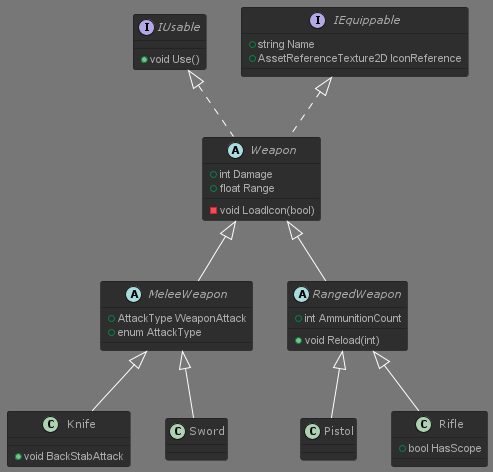 I IUsable
void Use()
I IEquippable
string Name
AssetReferenceTexture2D IconReference
A Weapon
int Damage
float Range
void LoadIcon(bool)
A MeleeWeapon
AttackType WeaponAttack
enum AttackType
A RangedWeapon
int AmmunitionCount
void Reload(int)
C Knife
void BackStabAttack
C Sword
C Pistol
C Rifle
bool HasScope